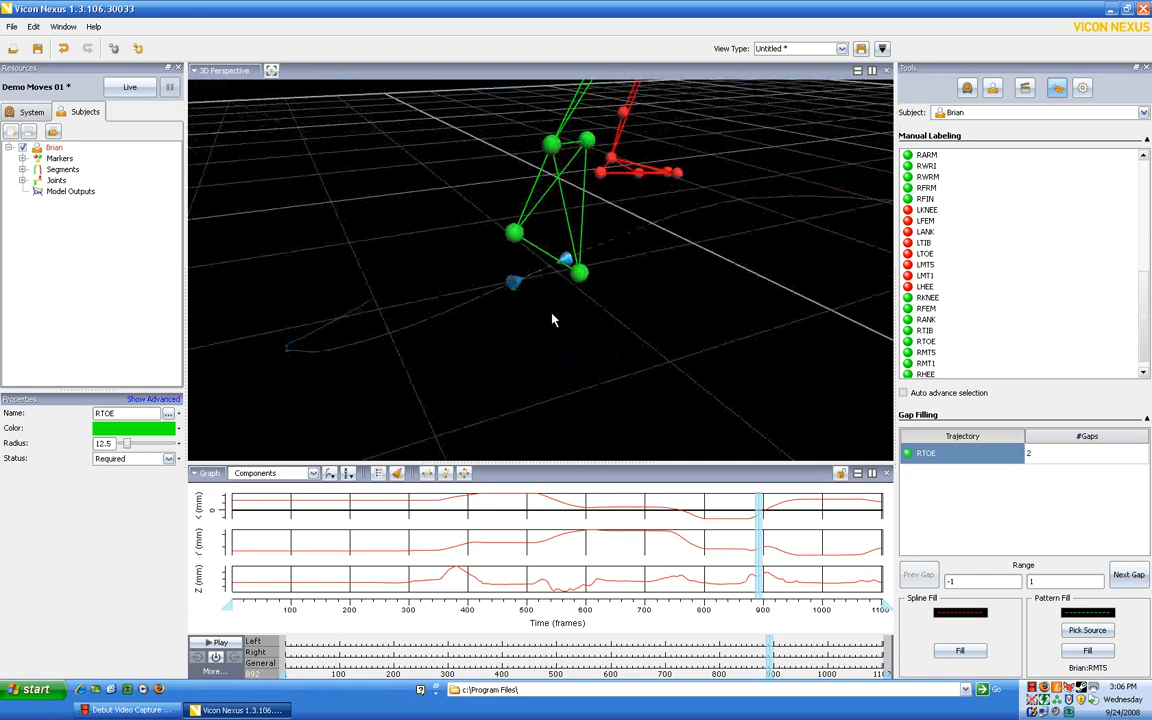 Vicon Nexus 1.3.106.30033
File Edit Window Help
VICON NEXUS
View Type: Untitled *
Resources
Demo Moves 01 *
Live
System
Subjects
Brian
Markers
Segments
Joints
Model Outputs
Properties
Show Advanced
Name: RTOE
Color:
Radius: 12.5
Status: Required
3D Perspective
Graph Components
X (mm)
0
Y (mm)
Z (mm)
100 200 300 400 500 600 700 800 900 1000 1100
Time (frames)
Play
Left
Right
General
892
More...
100 200 300 400 500 600 700 800 900 1000
Tools
Subject: Brian
Manual Labeling
RARM
RWRI
RWRM
RFRM
RFIN
LKNEE
LFEM
LANK
LTIB
LTOE
LMT5
LMT1
LHEE
RKNEE
RFEM
RANK
RTIB
RTOE
RMT5
RMT1
RHEE
Auto advance selection
Gap Filling
Trajectory #Gaps
RTOE 2
Range
Prev Gap -1 1 Next Gap
Spline Fill
Fill
Pattern Fill
Pick Source
Fill
Brian:RMT5
start
Debut Video Capture ...
Vicon Nexus 1.3.106....
c:\Program Files\
Go
3:06 PM
Wednesday
9/24/2008